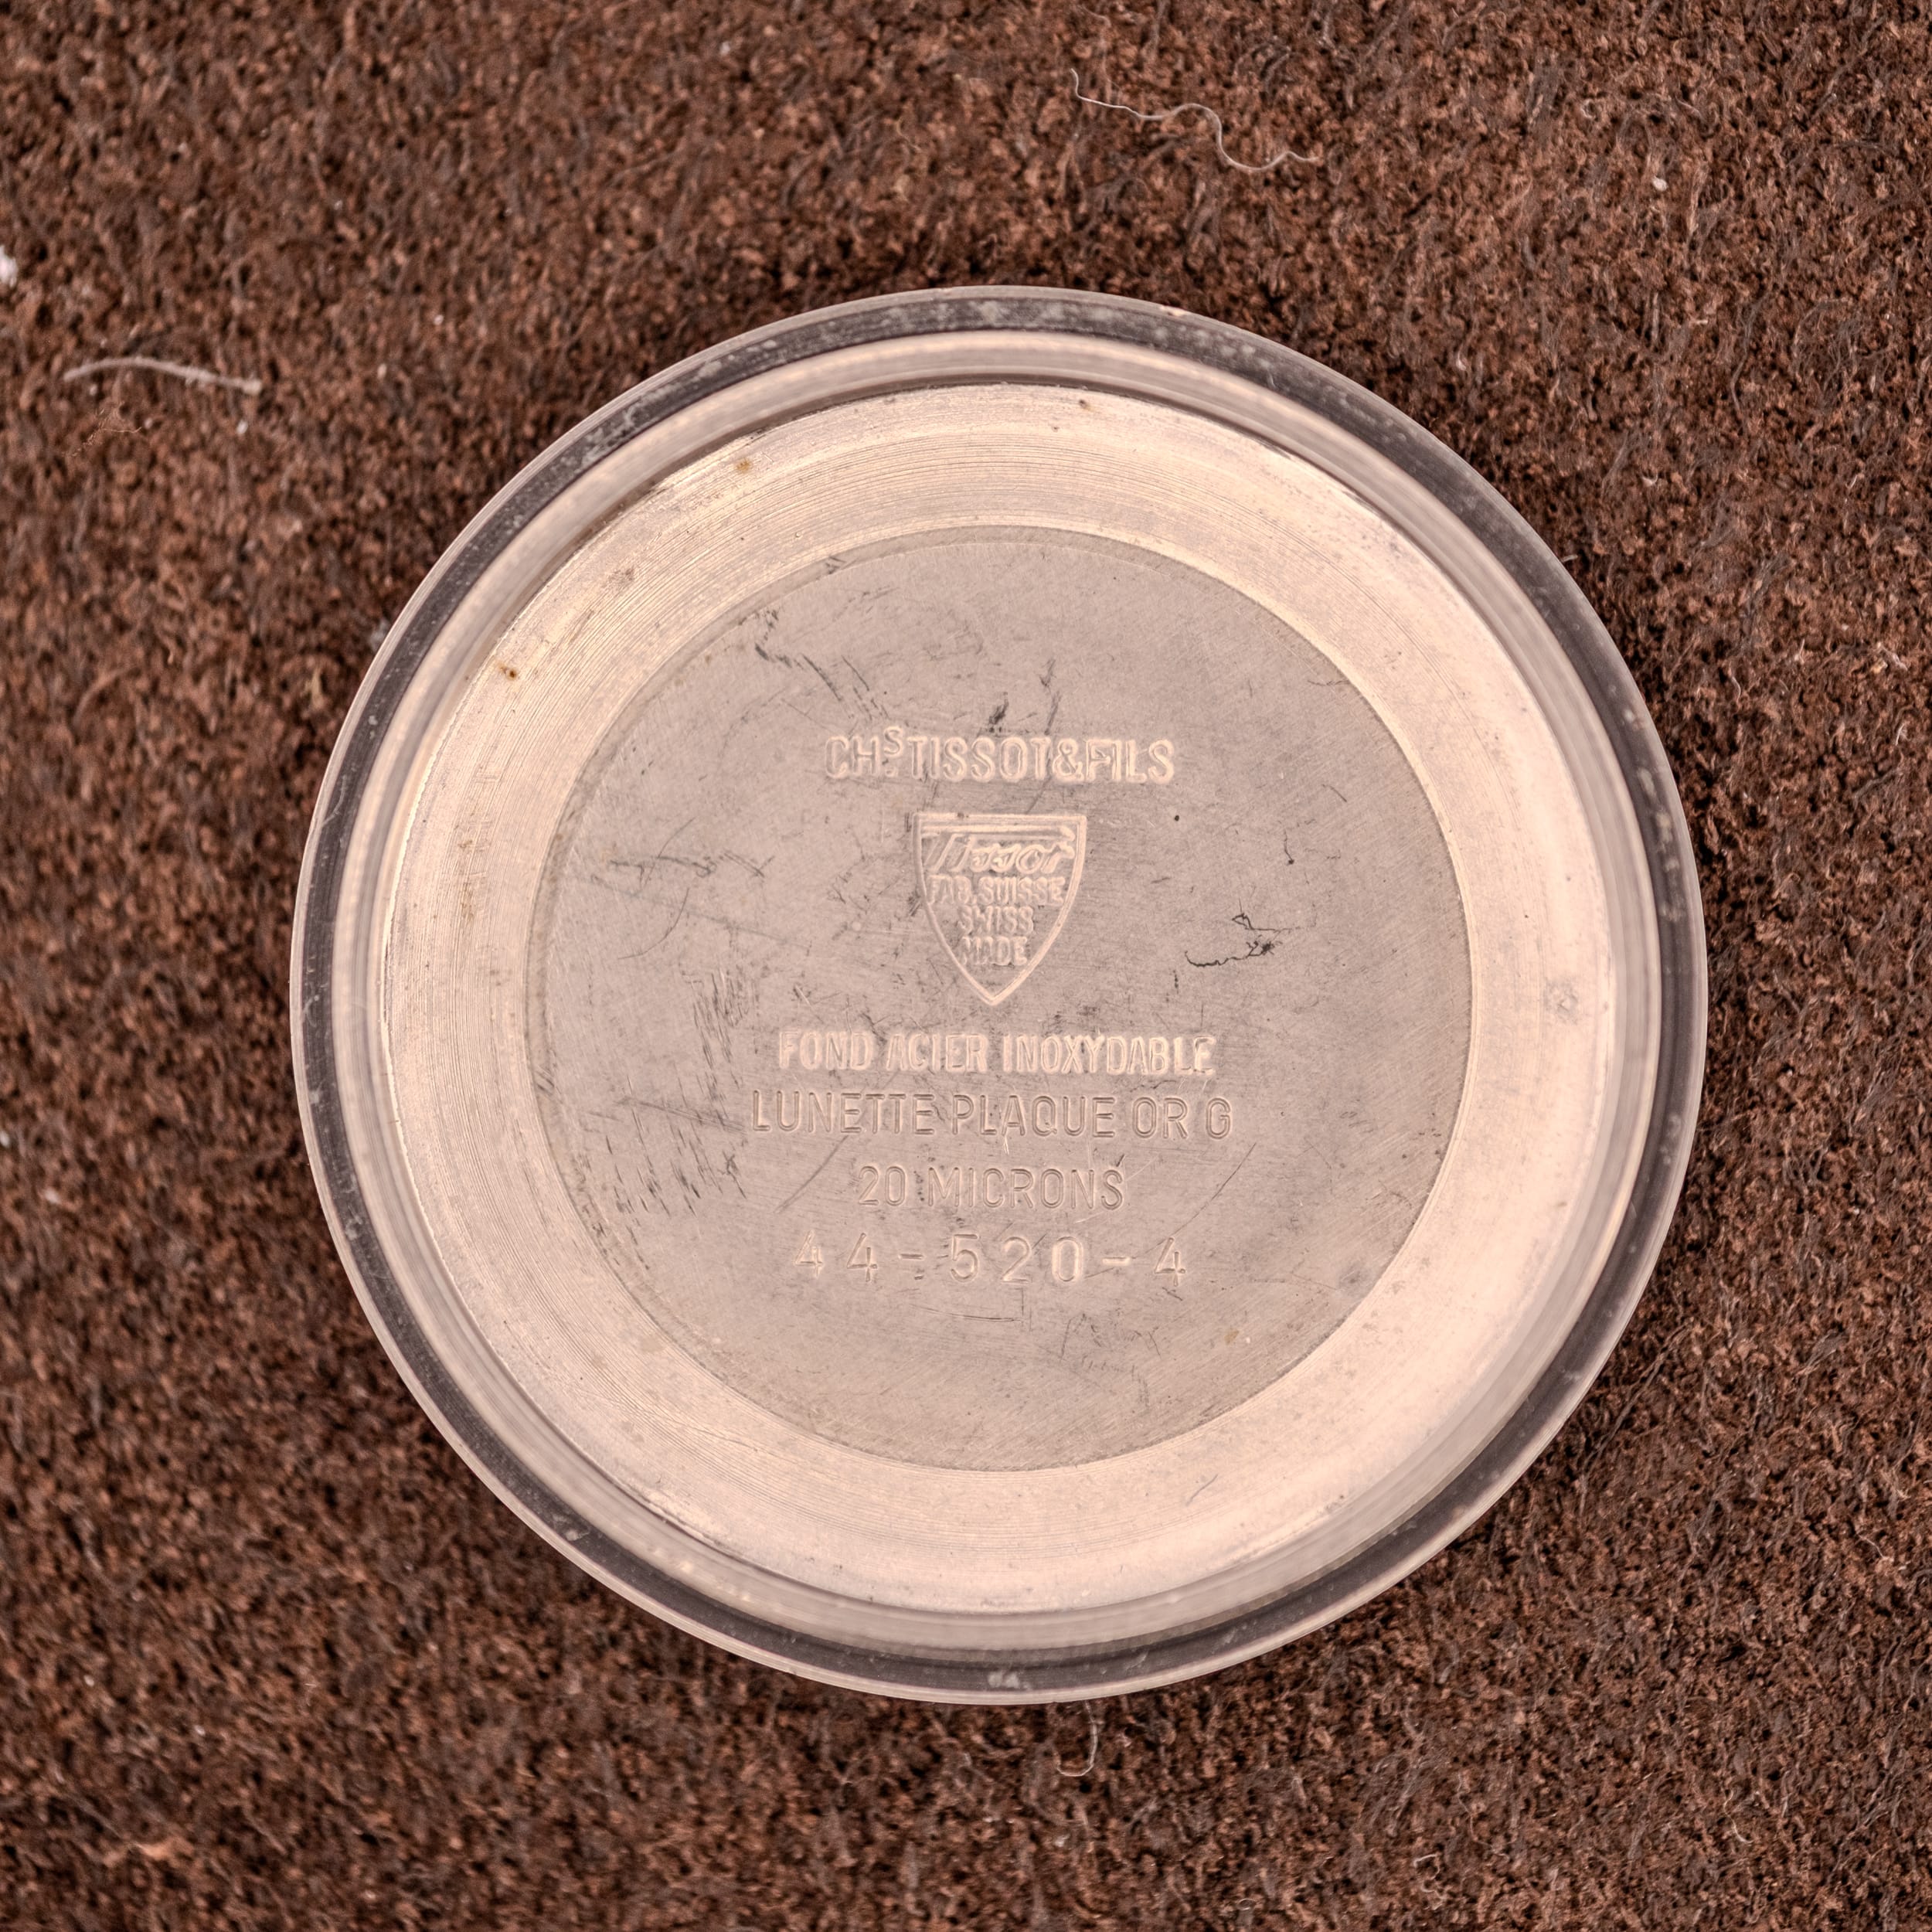 CHS TISSOT & FILS
Tissot
FAB. SUISSE
SWISS
MADE
FOND ACIER INOXYDABLE
LUNETTE PLAQUE OR G
20 MICRONS
44-520-4